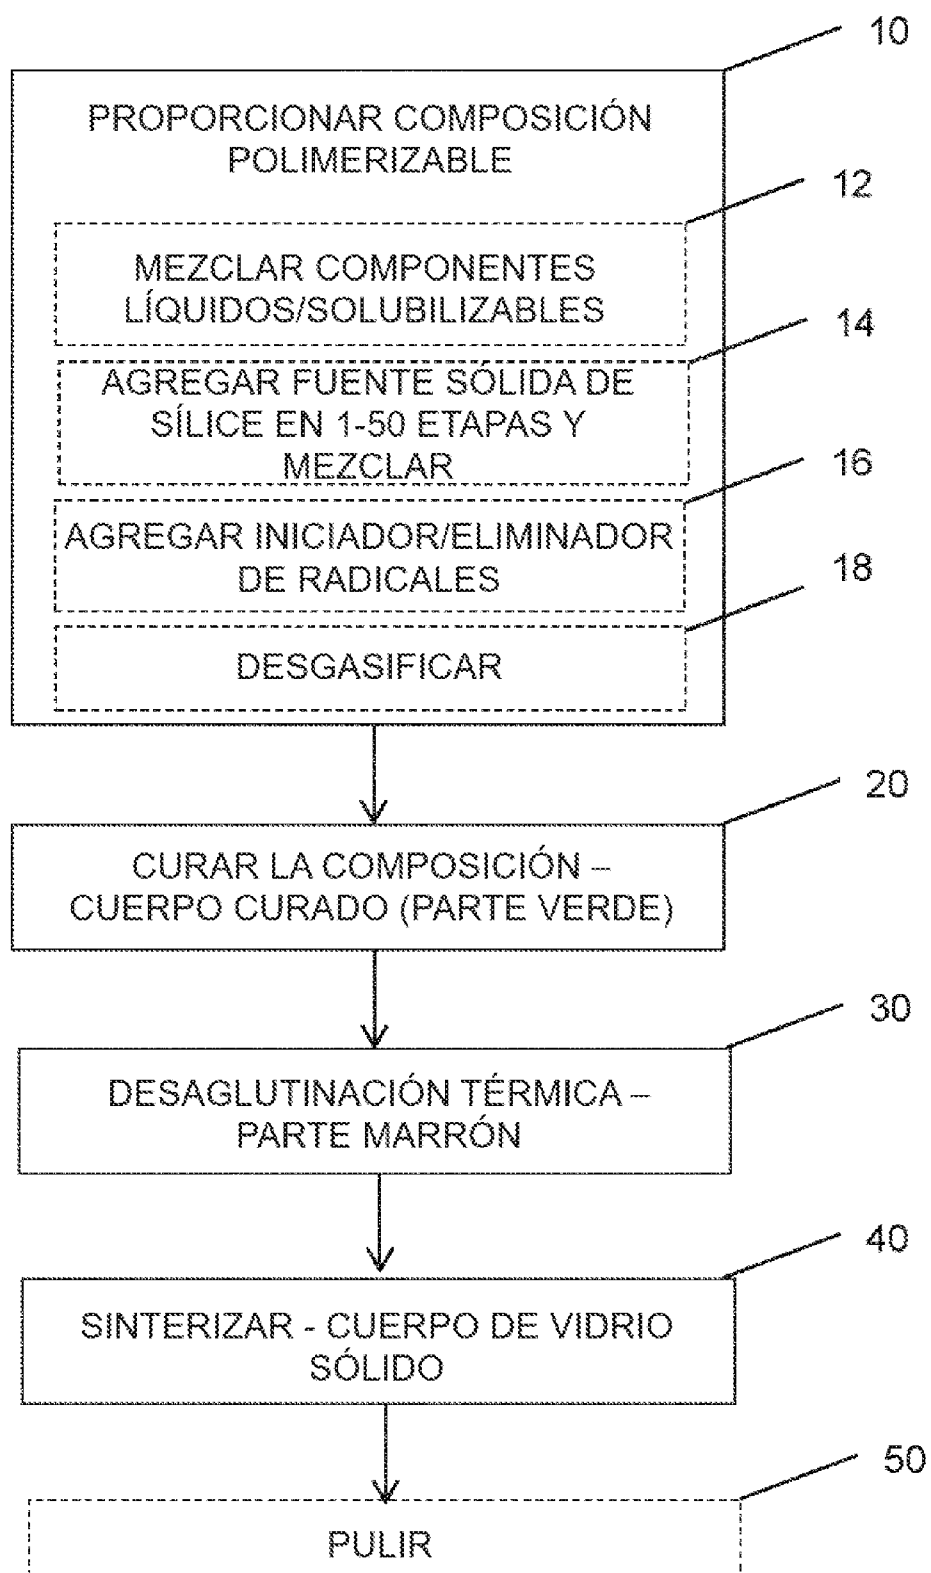 10
PROPORCIONAR COMPOSICIÓN
POLIMERIZABLE
12
MEZCLAR COMPONENTES
LÍQUIDOS/SOLUBILIZABLES
14
AGREGAR FUENTE SÓLIDA DE
SÍLICE EN 1-50 ETAPAS Y
MEZCLAR
16
AGREGAR INICIADOR/ELIMINADOR
DE RADICALES
18
DESGASIFICAR
20
CURAR LA COMPOSICIÓN –
CUERPO CURADO (PARTE VERDE)
30
DESAGLUTINACIÓN TÉRMICA –
PARTE MARRÓN
40
SINTERIZAR - CUERPO DE VIDRIO
SÓLIDO
50
PULIR